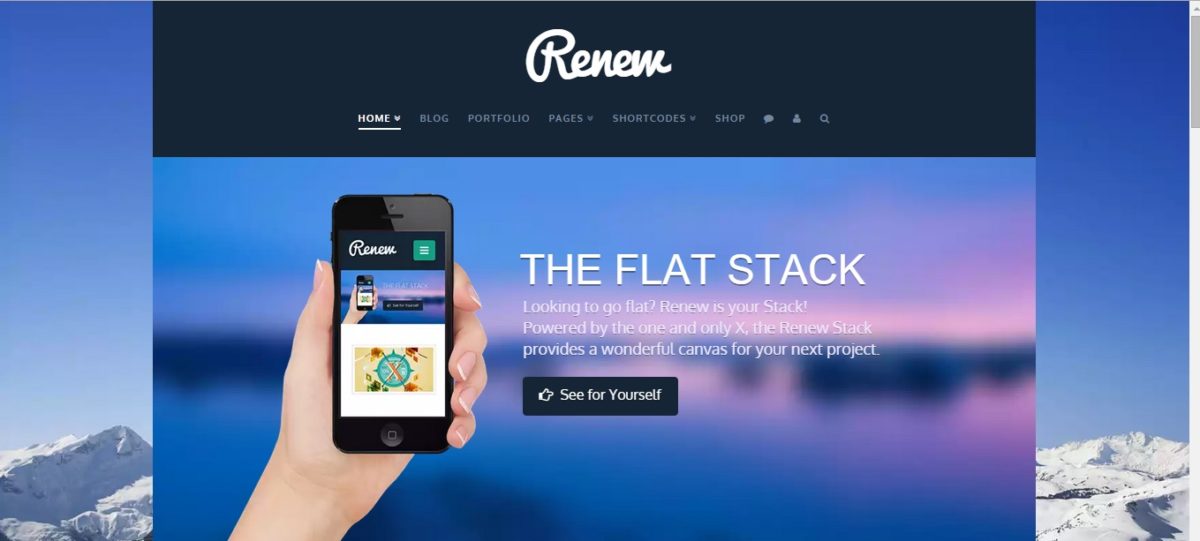 Renew
HOME BLOG PORTFOLIO PAGES SHORTCODES SHOP
Renew
THE FLAT STACK
See for Yourself
X
THE FLAT STACK
Looking to go flat? Renew is your Stack!
Powered by the one and only X, the Renew Stack
provides a wonderful canvas for your next project.
See for Yourself